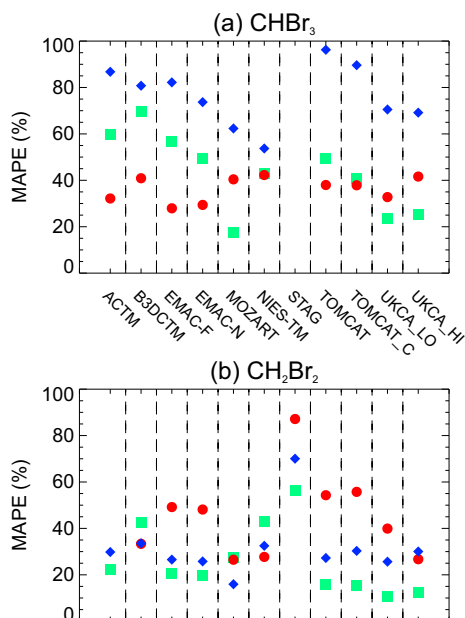 (a) CHBr₃
100
80
60
40
20
0
MAPE (%)
ACTM
B3DCTM
EMAC-F
EMAC-N
MOZART
NIES-TM
STAG
TOMCAT
TOMCAT_C
UKCA_LO
UKCA_HI
(b) CH₂Br₂
100
80
60
40
20
0
MAPE (%)